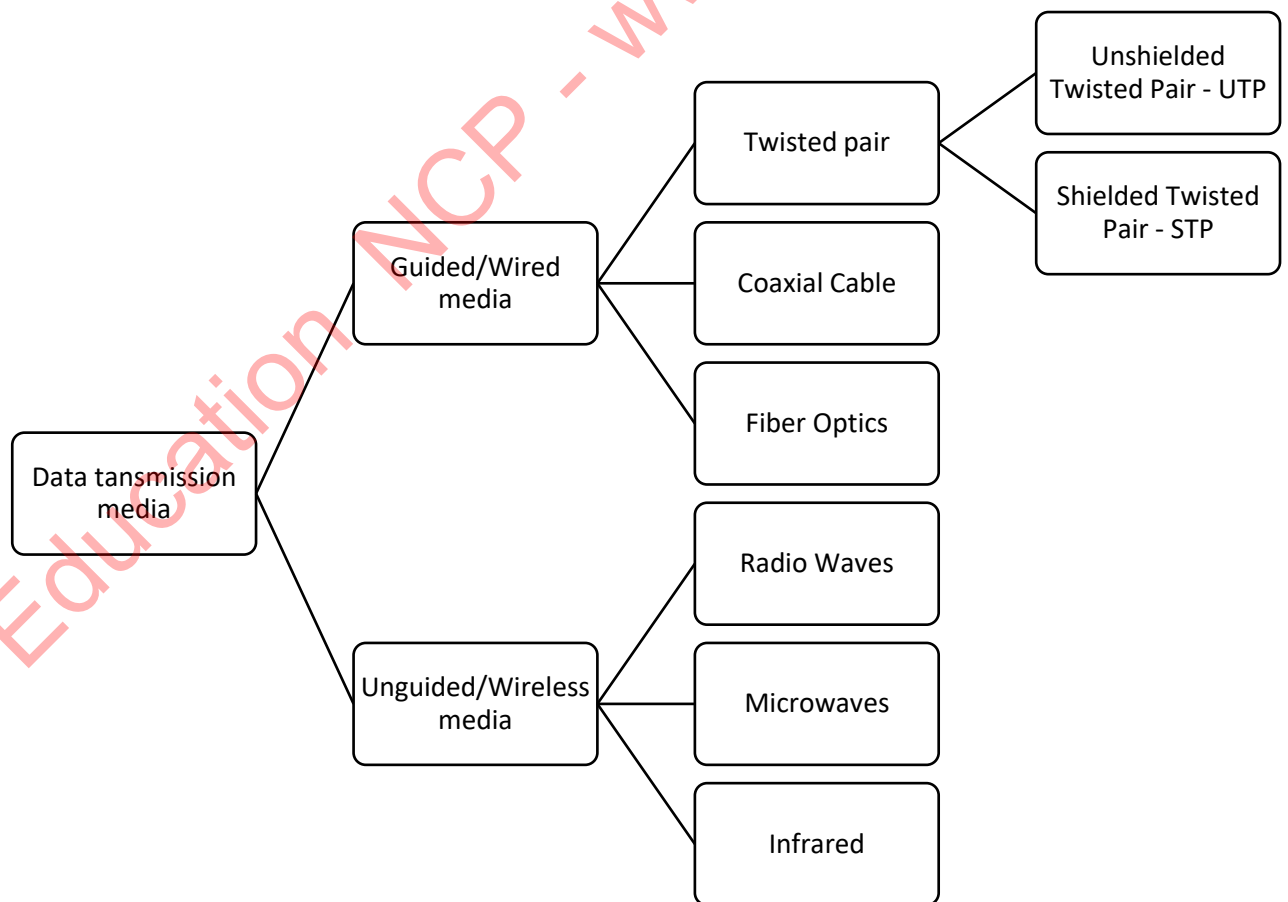 Unshielded
Twisted Pair - UTP
Twisted pair
Shielded Twisted
Pair - STP
Guided/Wired
media
Coaxial Cable
Fiber Optics
Data tansmission
media
Radio Waves
Unguided/Wireless
media
Microwaves
Infrared
Education NCP - w